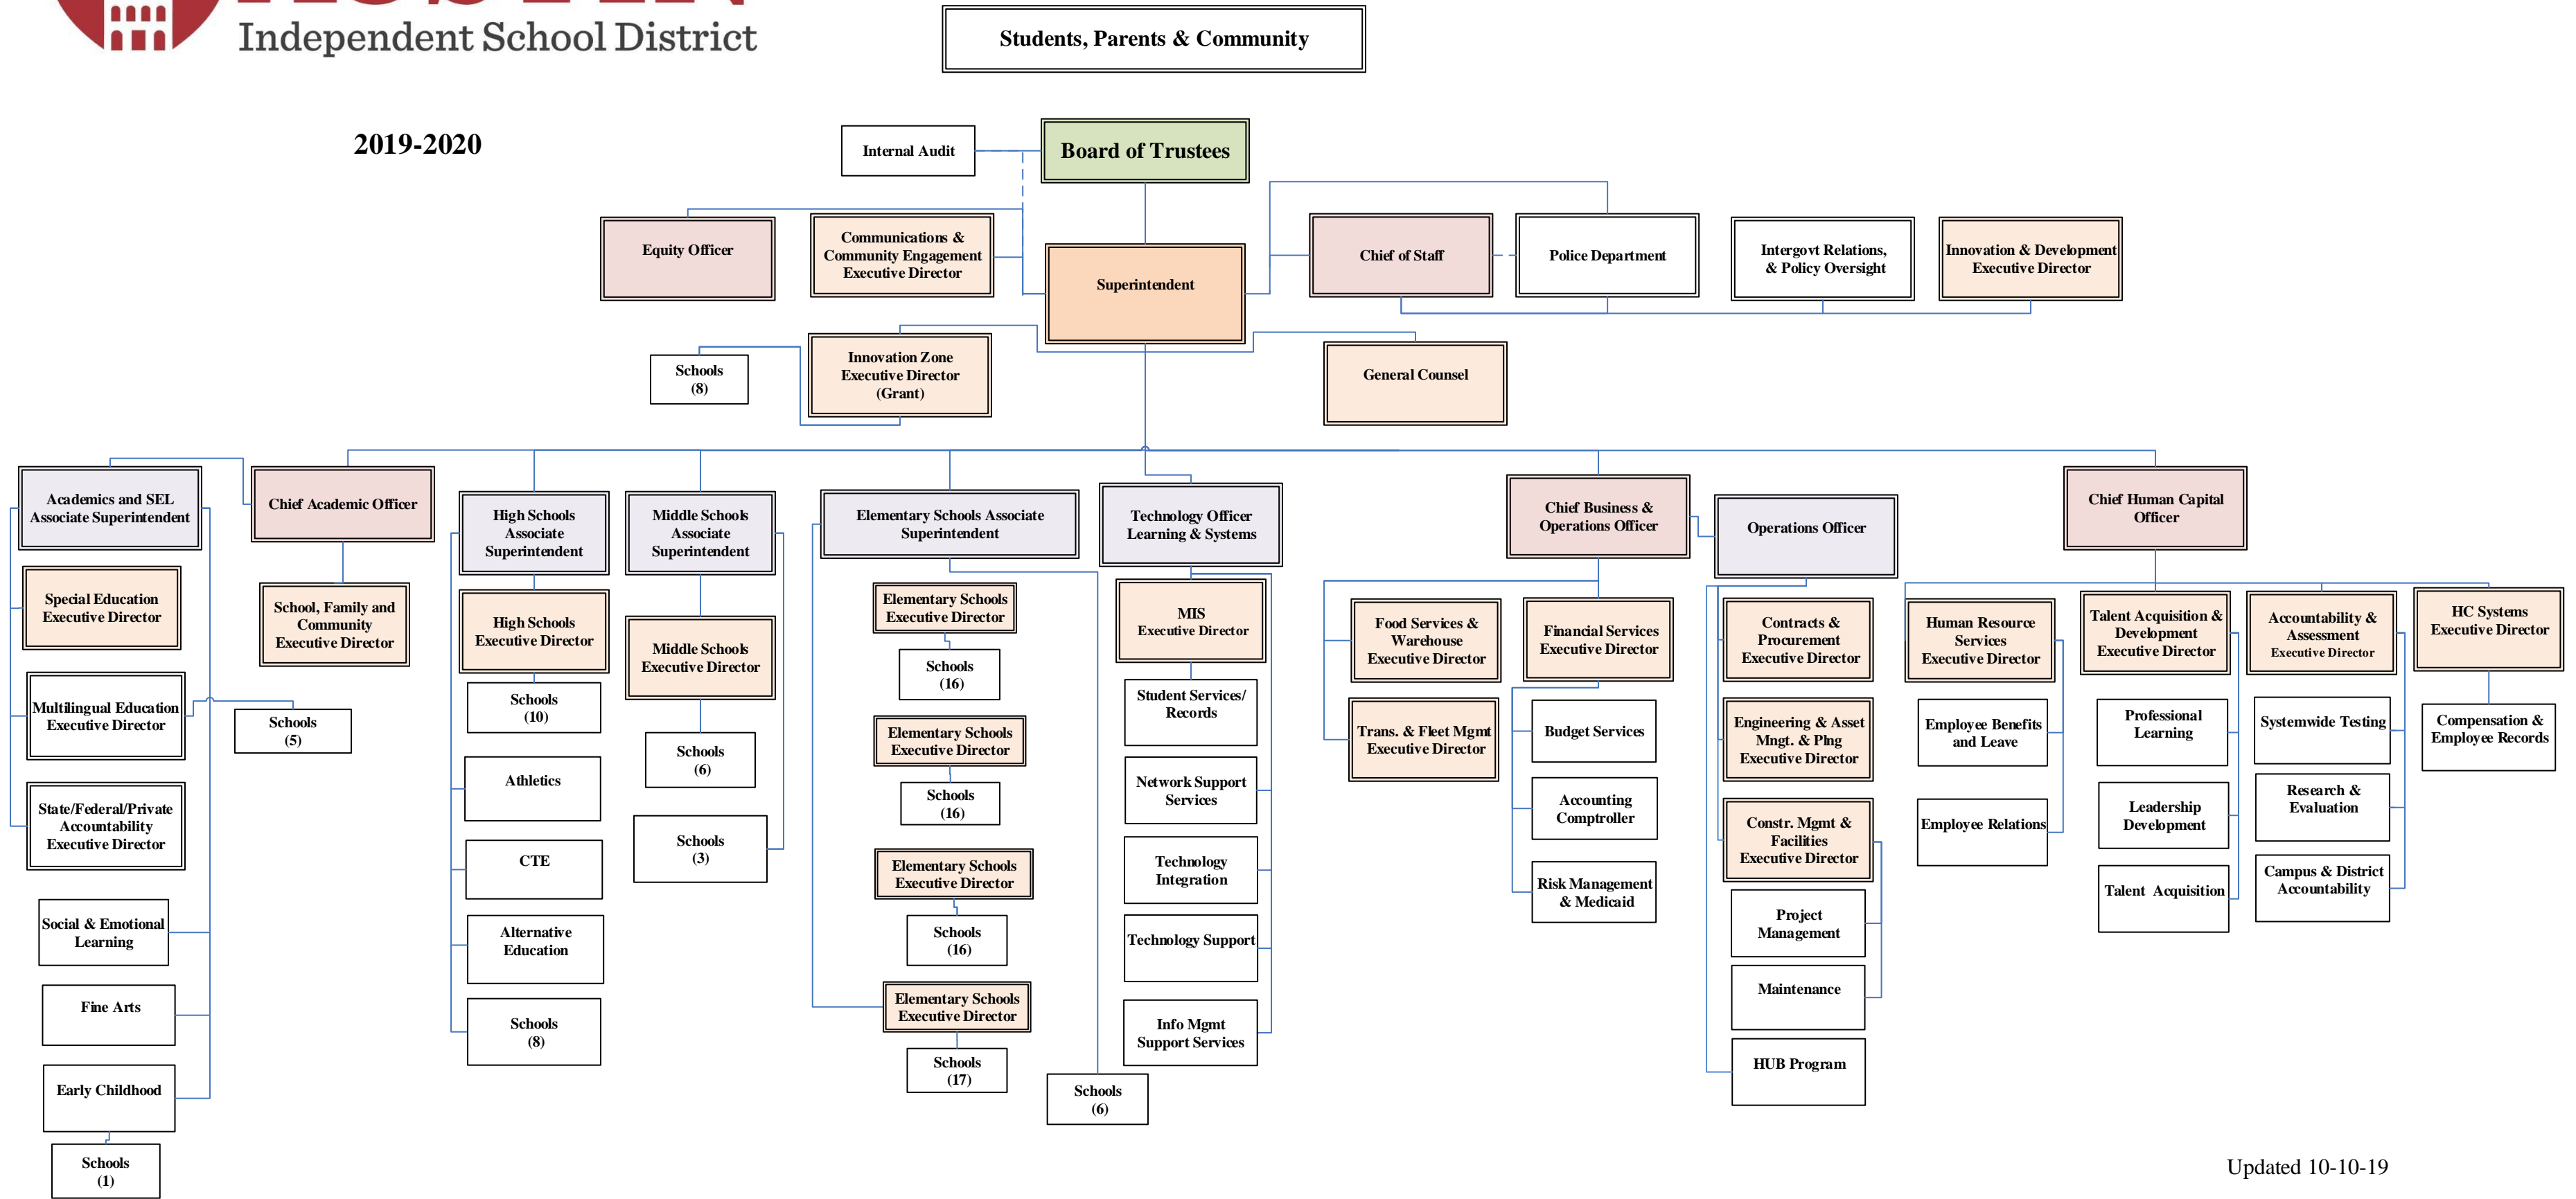 Independent School District
Students, Parents & Community
2019-2020
Internal Audit
Board of Trustees
Equity Officer
Communications &
Community Engagement
Executive Director
Superintendent
Chief of Staff
Police Department
Intergovt Relations,
& Policy Oversight
Innovation & Development
Executive Director
Schools
(8)
Innovation Zone
Executive Director
(Grant)
General Counsel
Academics and SEL
Associate Superintendent
Chief Academic Officer
High Schools
Associate
Superintendent
Middle Schools
Associate
Superintendent
Elementary Schools Associate
Superintendent
Technology Officer
Learning & Systems
Chief Business &
Operations Officer
Operations Officer
Chief Human Capital
Officer
Special Education
Executive Director
Multilingual Education
Executive Director
Schools
(5)
State/Federal/Private
Accountability
Executive Director
Social & Emotional
Learning
Fine Arts
Early Childhood
Schools
(1)
School, Family and
Community
Executive Director
High Schools
Executive Director
Schools
(10)
Athletics
CTE
Alternative
Education
Schools
(8)
Middle Schools
Executive Director
Schools
(6)
Schools
(3)
Elementary Schools
Executive Director
Schools
(16)
Elementary Schools
Executive Director
Schools
(16)
Elementary Schools
Executive Director
Schools
(16)
Elementary Schools
Executive Director
Schools
(17)
Schools
(6)
MIS
Executive Director
Student Services/
Records
Network Support
Services
Technology
Integration
Technology Support
Info Mgmt
Support Services
Food Services &
Warehouse
Executive Director
Trans. & Fleet Mgmt
Executive Director
Financial Services
Executive Director
Budget Services
Accounting
Comptroller
Risk Management
& Medicaid
Contracts &
Procurement
Executive Director
Engineering & Asset
Mngt. & Plng
Executive Director
Constr. Mgmt &
Facilities
Executive Director
Project
Management
Maintenance
HUB Program
Human Resource
Services
Executive Director
Employee Benefits
and Leave
Employee Relations
Talent Acquisition &
Development
Executive Director
Professional
Learning
Leadership
Development
Talent Acquisition
Accountability &
Assessment
Executive Director
Systemwide Testing
Research &
Evaluation
Campus & District
Accountability
HC Systems
Executive Director
Compensation &
Employee Records
Updated 10-10-19